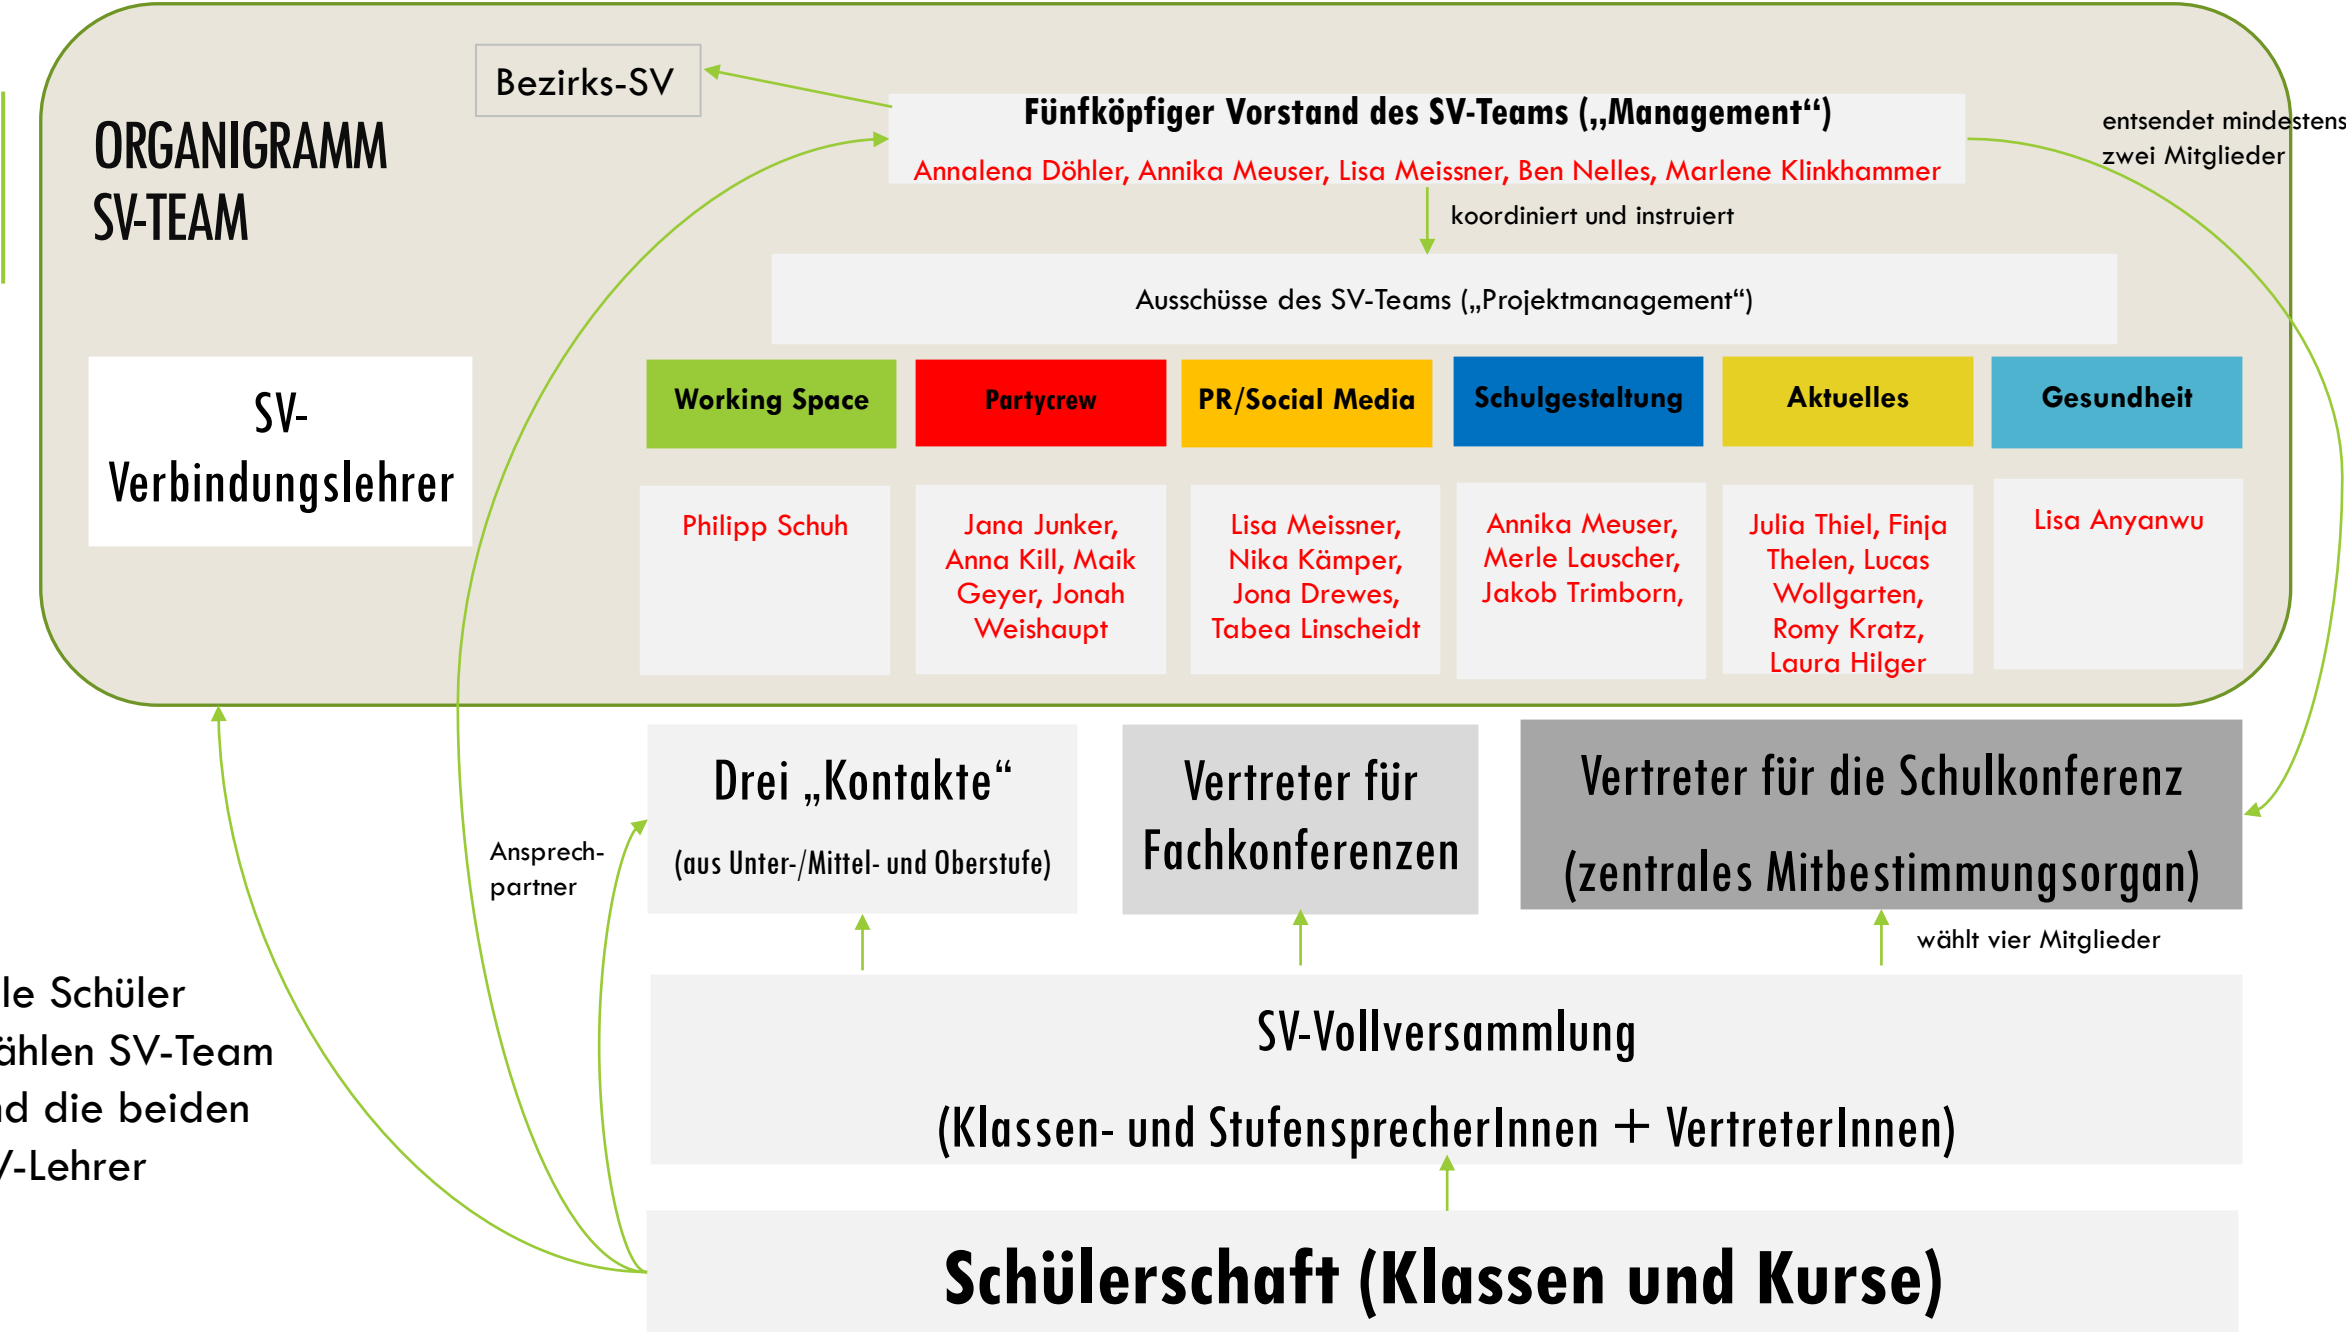 ORGANIGRAMM
SV-TEAM
Bezirks-SV
Fünfköpfiger Vorstand des SV-Teams („Management“)
Annalena Döhler, Annika Meuser, Lisa Meissner, Ben Nelles, Marlene Klinkhammer
entsendet mindestens
zwei Mitglieder
koordiniert und instruiert
Ausschüsse des SV-Teams („Projektmanagement“)
SV-
Verbindungslehrer
Working Space
Philipp Schuh
Partycrew
Jana Junker,
Anna Kill, Maik
Geyer, Jonah
Weishaupt
PR/Social Media
Lisa Meissner,
Nika Kämper,
Jona Drewes,
Tabea Linscheidt
Schulgestaltung
Annika Meuser,
Merle Lauscher,
Jakob Trimborn,
Aktuelles
Julia Thiel, Finja
Thelen, Lucas
Wollgarten,
Romy Kratz,
Laura Hilger
Gesundheit
Lisa Anyanwu
Drei „Kontakte“
(aus Unter-/Mittel- und Oberstufe)
Vertreter für
Fachkonferenzen
Vertreter für die Schulkonferenz
(zentrales Mitbestimmungsorgan)
Ansprech-
partner
wählt vier Mitglieder
le Schüler
ählen SV-Team
d die beiden
V-Lehrer
SV-Vollversammlung
(Klassen- und StufensprecherInnen + VertreterInnen)
Schülerschaft (Klassen und Kurse)